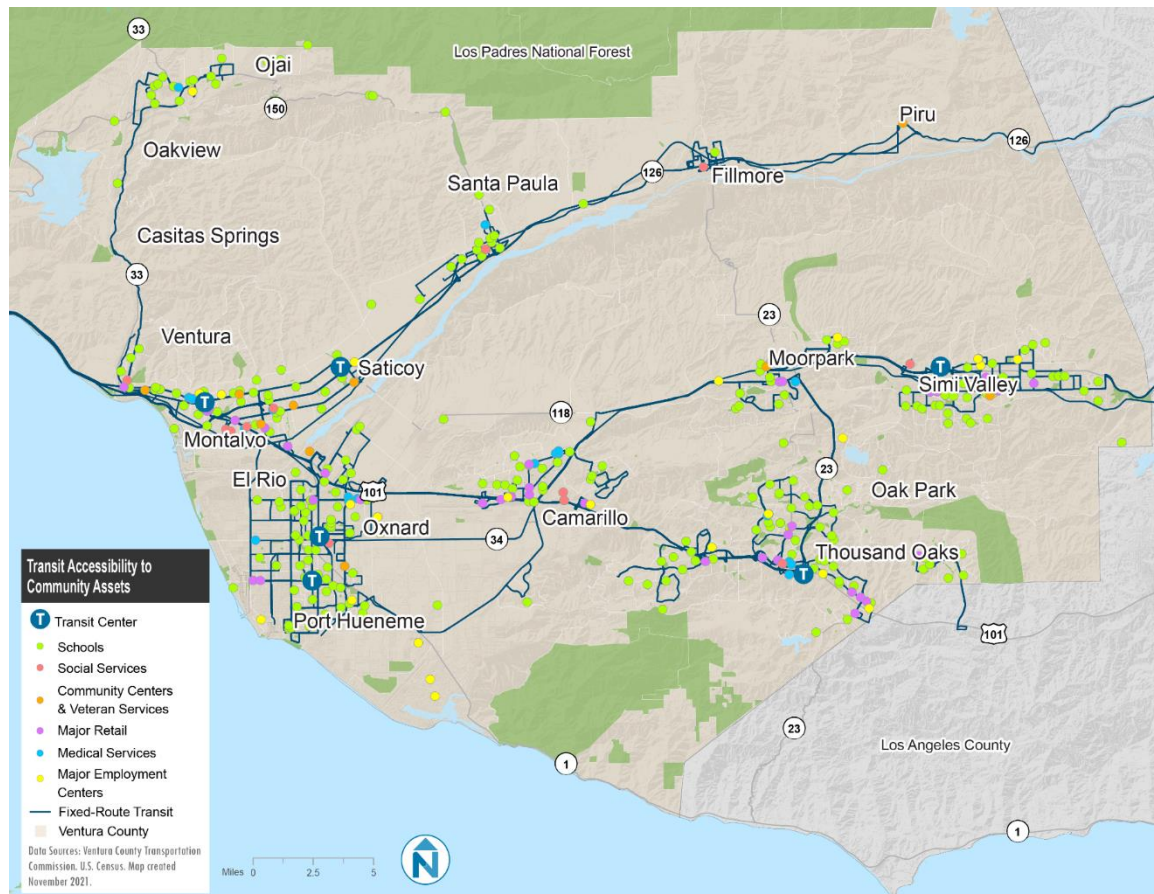 33
Los Padres National Forest
Ojai
150
Piru
Oakview
126
126
Fillmore
Santa Paula
Casitas Springs
33
23
Ventura
Moorpark
T Saticoy
T
Simi Valley
T
118
Montalvo
El Rio
101
23
Oak Park
Oxnard
Camarillo
34
T
Thousand Oaks
T
T
Port Hueneme
101
23
Los Angeles County
1
1
Transit Accessibility to
Community Assets
T Transit Center
Schools
Social Services
Community Centers
& Veteran Services
Major Retail
Medical Services
Major Employment
Centers
Fixed-Route Transit
Ventura County
Data Sources: Ventura County Transportation
Commission. U.S. Census. Map created
November 2021.
Miles 0 2.5 5
N